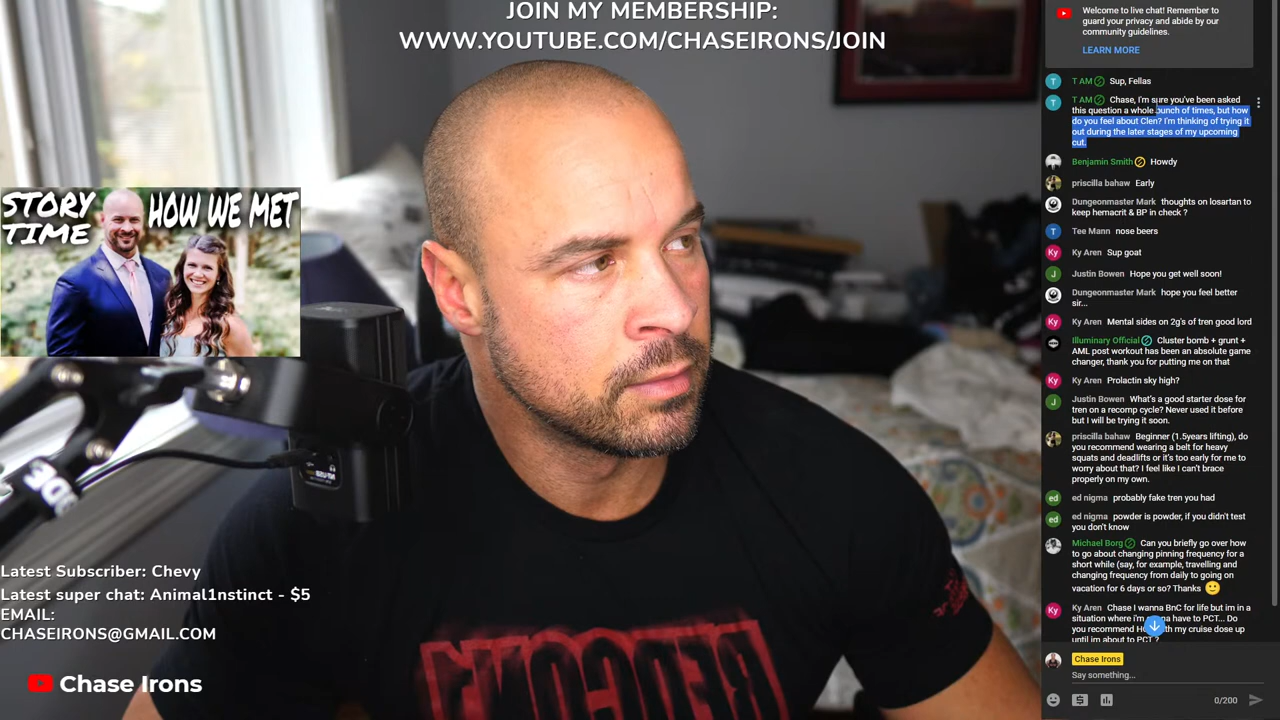 JOIN MY MEMBERSHIP:
WWW.YOUTUBE.COM/CHASEIRONS/JOIN
STORY
TIME
HOW WE MET
Latest Subscriber: Chevy
Latest super chat: Animal1nstinct - $5
EMAIL:
CHASEIRONS@GMAIL.COM
Chase Irons
Welcome to live chat! Remember to
guard your privacy and abide by our
community guidelines.
LEARN MORE
T AM Sup, Fellas
T AM Chase, I'm sure you've been asked
this question a whole bunch of times, but how
do you feel about Clen? I'm thinking of trying it
out during the later stages of my upcoming
cut.
Benjamin Smith Howdy
priscilla bahaw Early
Dungeonmaster Mark thoughts on losartan to
keep hemacrit & BP in check ?
Tee Mann nose beers
Ky Aren Sup goat
Justin Bowen Hope you get well soon!
Dungeonmaster Mark hope you feel better
sir...
Ky Aren Mental sides on 2g's of tren good lord
Illuminary Official Cluster bomb + grunt +
AML post workout has been an absolute game
changer, thank you for putting me on that
Ky Aren Prolactin sky high?
Justin Bowen What's a good starter dose for
tren on a recomp cycle? Never used it before
but I will be trying it soon.
priscilla bahaw Beginner (1.5years lifting), do
you recommend wearing a belt for heavy
squats and deadlifts or it's too early for me to
worry about that? I feel like I can't brace
properly on my own.
ed nigma probably fake tren you had
ed nigma powder is powder, if you didn't test
you don't know
Michael Borg Can you briefly go over how
to go about changing pinning frequency for a
short while (say, for example, travelling and
changing frequency from daily to going on
vacation for 6 days or so? Thanks 🙂
Ky Aren Chase I wanna BnC for life but im in a
situation where i'm have to PCT... Do
you recommend my cruise dose up
until im about to PCT ?
Chase Irons
Say something...
0/200